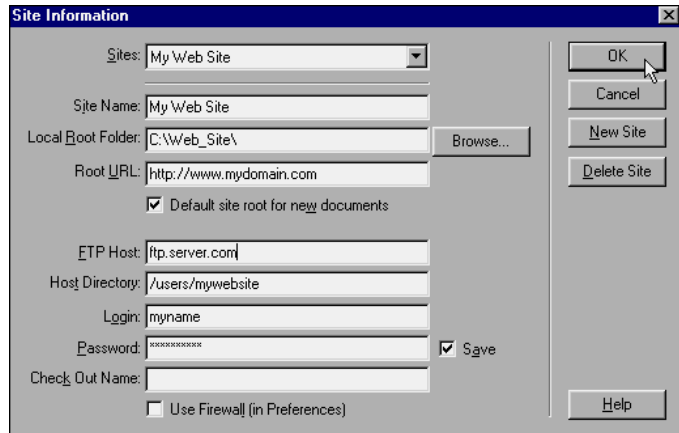 Site Information
Sites: My Web Site
OK
Cancel
Site Name: My Web Site
Local Root Folder: C:\Web_Site\ Browse...
New Site
Root URL: http://www.mydomain.com
Delete Site
Default site root for new documents
FTP Host: ftp.server.com
Host Directory: /users/mywebsite
Login: myname
Password: ********** Save
Check Out Name:
Use Firewall (in Preferences)
Help